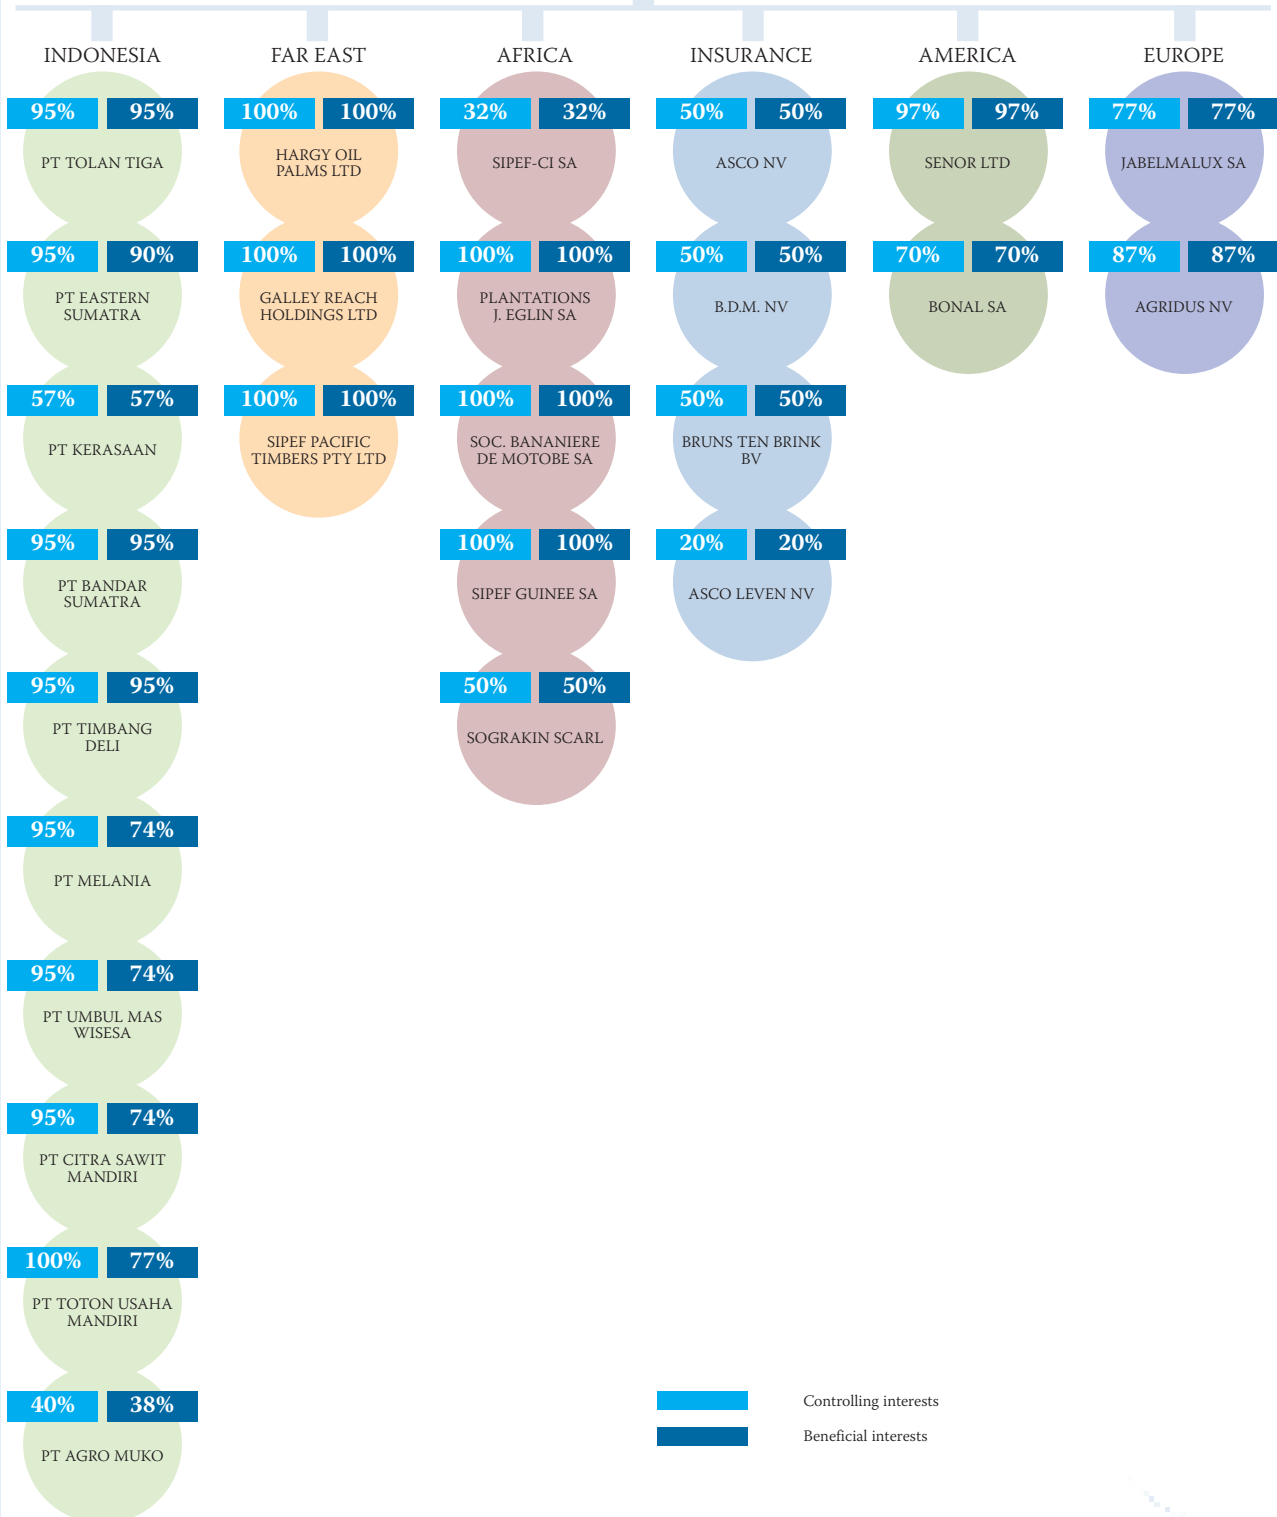 INDONESIA
95% 95%
PT TOLAN TIGA
95% 90%
PT EASTERN
SUMATRA
57% 57%
PT KERASAAN
95% 95%
PT BANDAR
SUMATRA
95% 95%
PT TIMBANG
DELI
95% 74%
PT MELANIA
95% 74%
PT UMBUL MAS
WISESA
95% 74%
PT CITRA SAWIT
MANDIRI
100% 77%
PT TOTON USAHA
MANDIRI
40% 38%
PT AGRO MUKO
FAR EAST
100% 100%
HARGY OIL
PALMS LTD
100% 100%
GALLEY REACH
HOLDINGS LTD
100% 100%
SIPEF PACIFIC
TIMBERS PTY LTD
AFRICA
32% 32%
SIPEF-CI SA
100% 100%
PLANTATIONS
J. EGLIN SA
100% 100%
SOC. BANANIERE
DE MOTOBE SA
100% 100%
SIPEF GUINEE SA
50% 50%
SOGRAKIN SCARL
INSURANCE
50% 50%
ASCO NV
50% 50%
B.D.M. NV
50% 50%
BRUNS TEN BRINK
BV
20% 20%
ASCO LEVEN NV
AMERICA
97% 97%
SENOR LTD
70% 70%
BONAL SA
EUROPE
77% 77%
JABELMALUX SA
87% 87%
AGRIDUS NV
Controlling interests
Beneficial interests